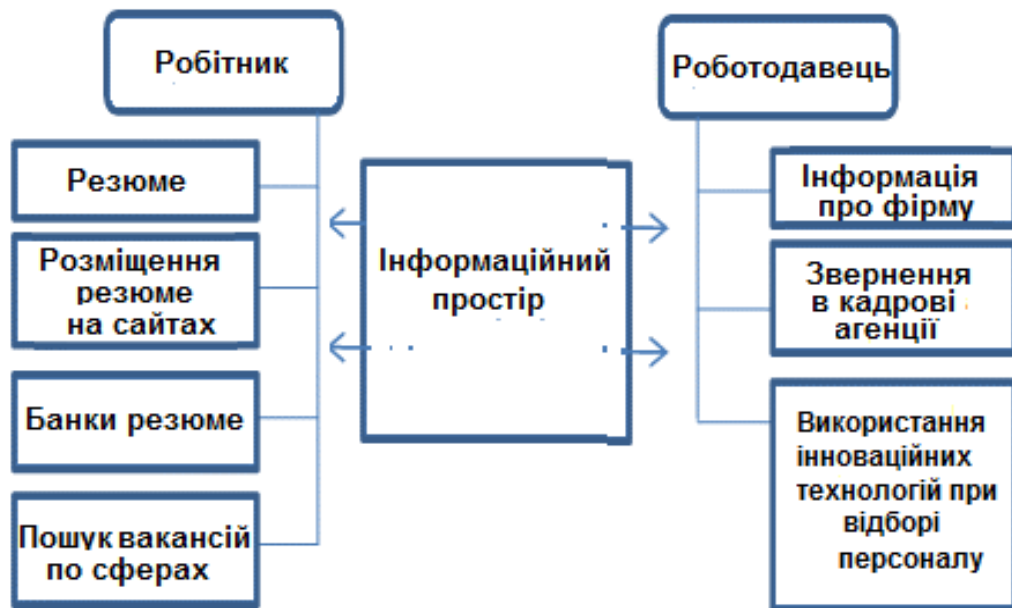 Робітник
Резюме
Розміщення
резюме
на сайтах
Банки резюме
Пошук вакансій
по сферах
Інформаційний
простір
Роботодавець
Інформація
про фірму
Звернення
в кадрові
агенції
Використання
інноваційних
технологій при
відборі
персоналу